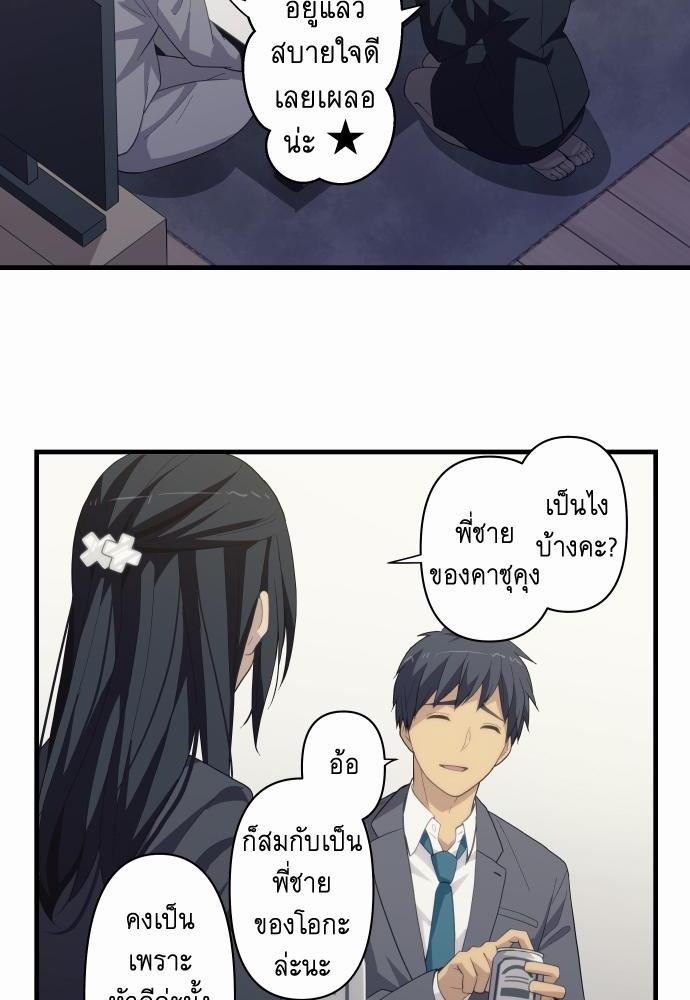 อยู่แล้ว
สบายใจดี
เลยเผลอ
น่ะ ★
พี่ชาย
ของคาซุคุง
เป็นไง
บ้างคะ?
อ้อ
ก็สมกับเป็น
พี่ชาย
ของโอกะ
ล่ะนะ
คงเป็น
เพราะ